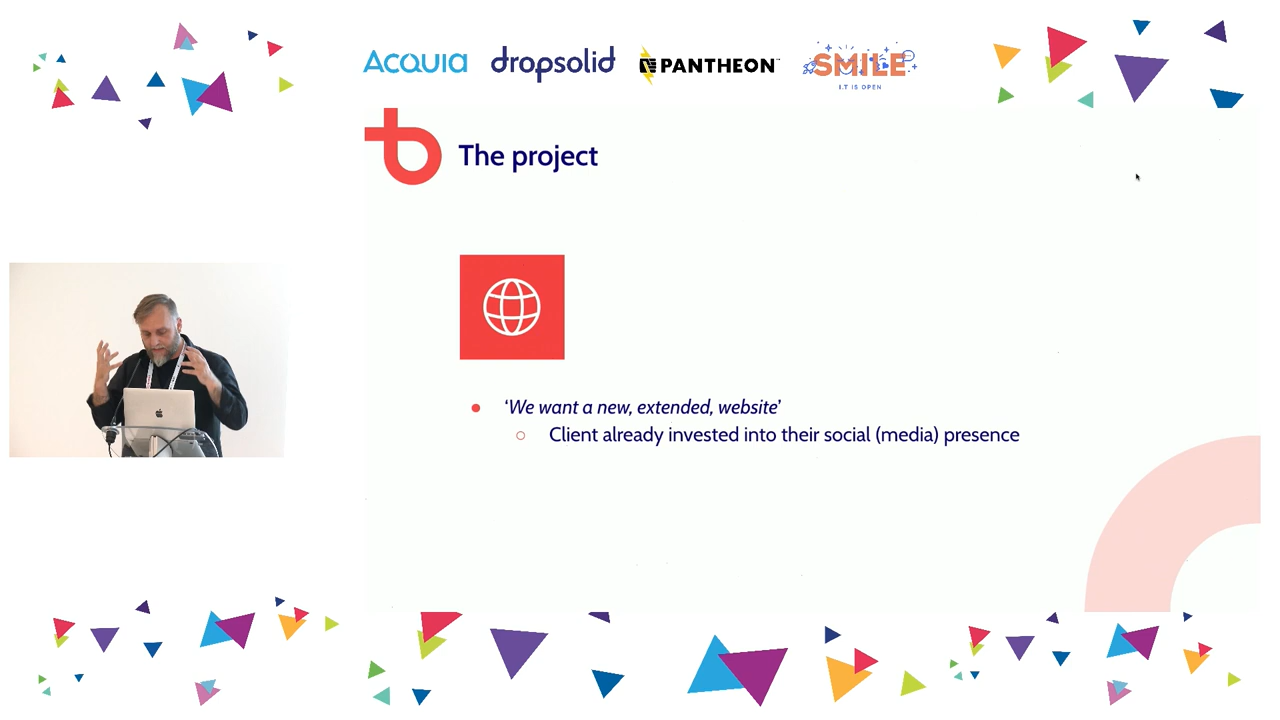 ACQUIA dropsolid PANTHEON SMILE
I.T IS OPEN
The project
‘We want a new, extended, website’
Client already invested into their social (media) presence